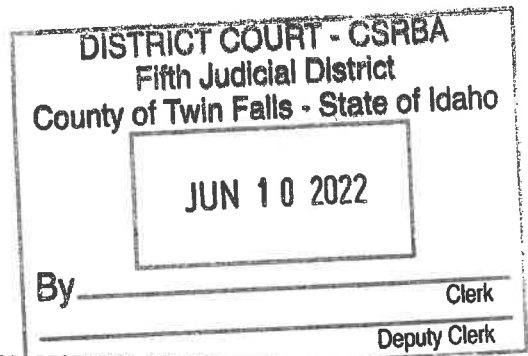 DISTRICT COURT - CSRBA
Fifth Judicial District
County of Twin Falls - State of Idaho
JUN 10 2022
By
Clerk
Deputy Clerk